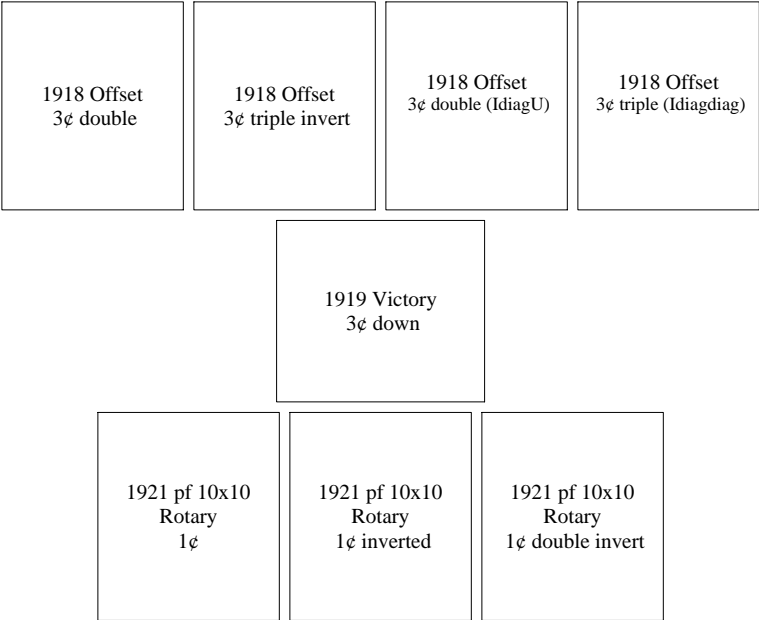 1918 Offset
3¢ double
1918 Offset
3¢ triple invert
1918 Offset
3¢ double (IdiagU)
1918 Offset
3¢ triple (Idiagdiag)
1919 Victory
3¢ down
1921 pf 10x10
Rotary
1¢
1921 pf 10x10
Rotary
1¢ inverted
1921 pf 10x10
Rotary
1¢ double invert